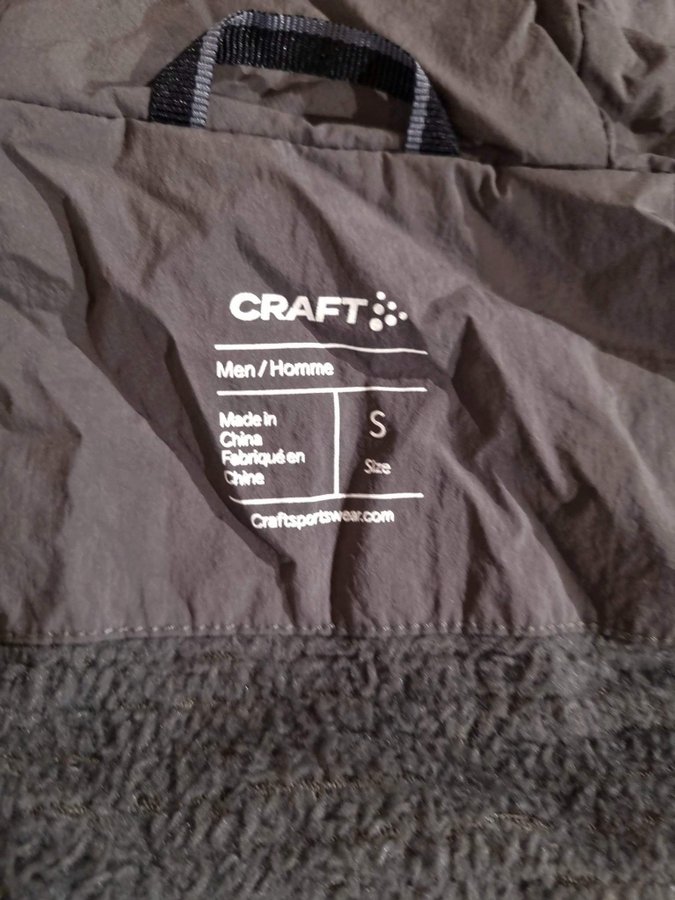 CRAFT
Men / Homme
Made in
China
Fabriqué en
Chine
S
Size
Craftsportswear.com